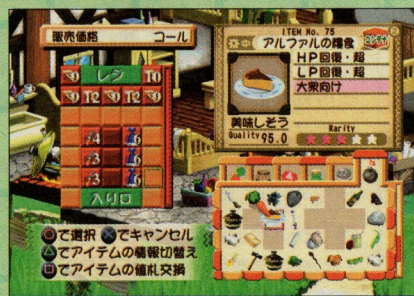 販売価格 コール
レジ
入り口
ITEM No. 75
アルファルの糧食
HP回復・超
LP回復・超
大衆向け
美味しそう
Quality 95.0
Rarity
★★★★★
○で選択 ×でキャンセル
△でアイテムの情報切替え
□でアイテムの値札交換